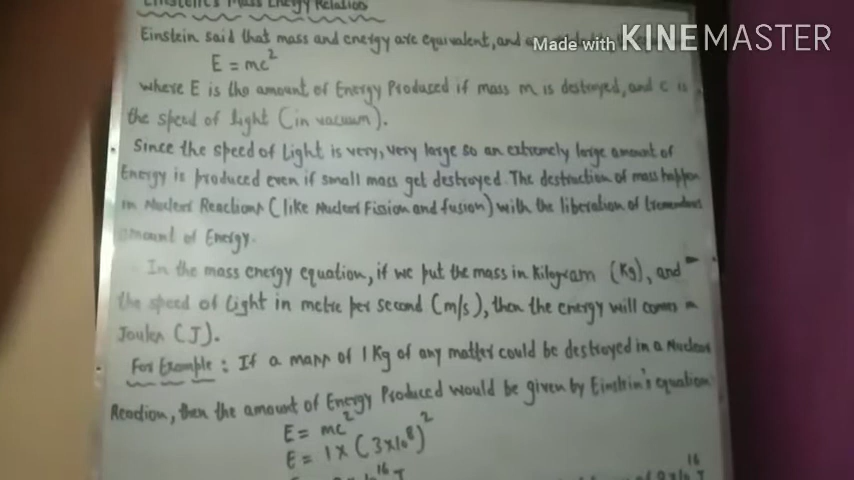 Einstein's Mass Energy Relation
Einstein said that mass and energy are equivalent, and
Made with KINEMASTER
E = mc²
where E is the amount of Energy Produced if mass m is destroyed, and c is
the speed of light (in vacuum).
Since the speed of Light is very, very large so an extremely large amount of
Energy is produced even if small mass get destroyed. The destruction of mass happen
in Nuclear Reactions (like Nuclear Fission and fusion) with the liberation of tremendous
amount of Energy.
In the mass energy equation, if we put the mass in Kilogram (Kg), and
the speed of Light in metre per second (m/s), then the energy will comes in
Joules (J).
For Example : If a mass of 1 Kg of any matter could be destroyed in a Nuclear
Reaction, then the amount of Energy Produced would be given by Einstein's equation
E = mc²
E = 1 × (3×10⁸)²